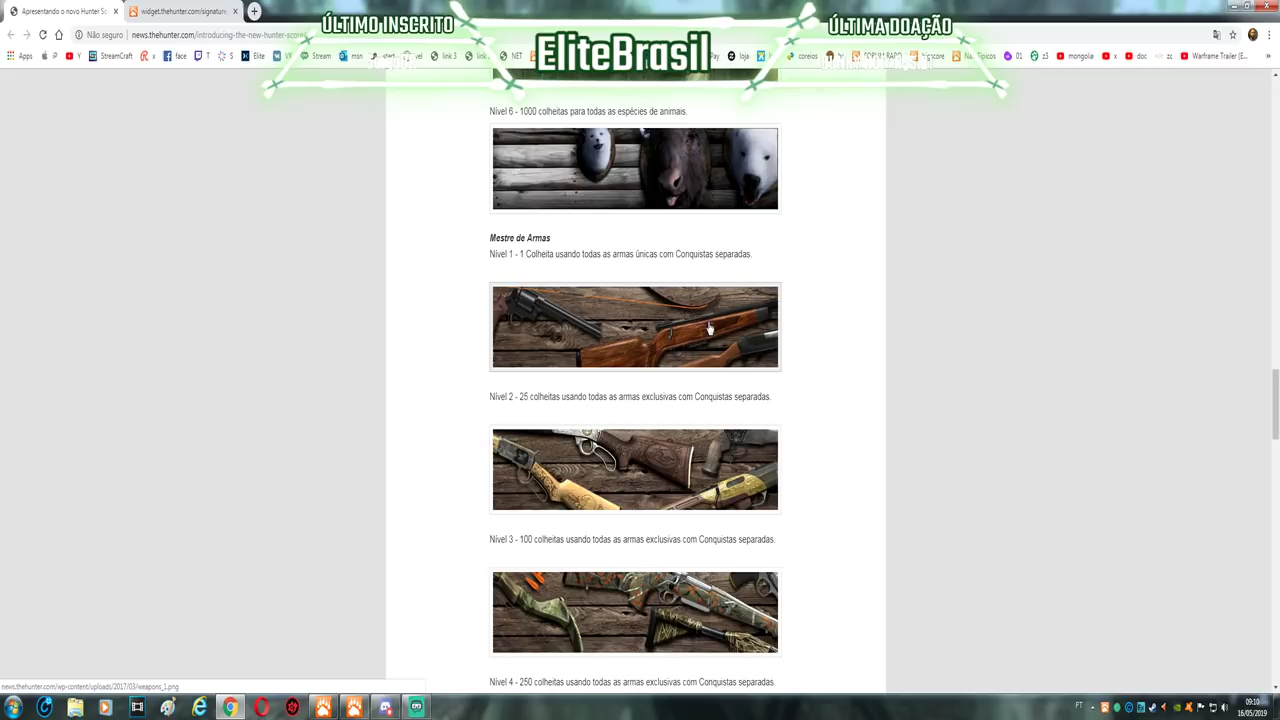 Apresentando o novo Hunter Sc
widget.thehunter.com/signature
ÚLTIMO INSCRITO
EliteBrasil
ÚLTIMA DOAÇÃO
Não seguro
news.thehunter.com/introducing-the-new-hunter-score
StreamCraft
face
Stream
Elite
msn
link 3
link
NET
loja
correios
mongolia
doc
zc
Warframe Trailer (E...
»
Nível 6 - 1000 colheitas para todas as espécies de animais.
Mestre de Armas
Nível 1 - 1 Colheita usando todas as armas únicas com Conquistas separadas.
Nível 2 - 25 colheitas usando todas as armas exclusivas com Conquistas separadas.
Nível 3 - 100 colheitas usando todas as armas exclusivas com Conquistas separadas.
Nível 4 - 250 colheitas usando todas as armas exclusivas com Conquistas separadas.
news.thehunter.com/wp-content/uploads/2017/03/weapons_1.png
PT
09:10
16/05/2019